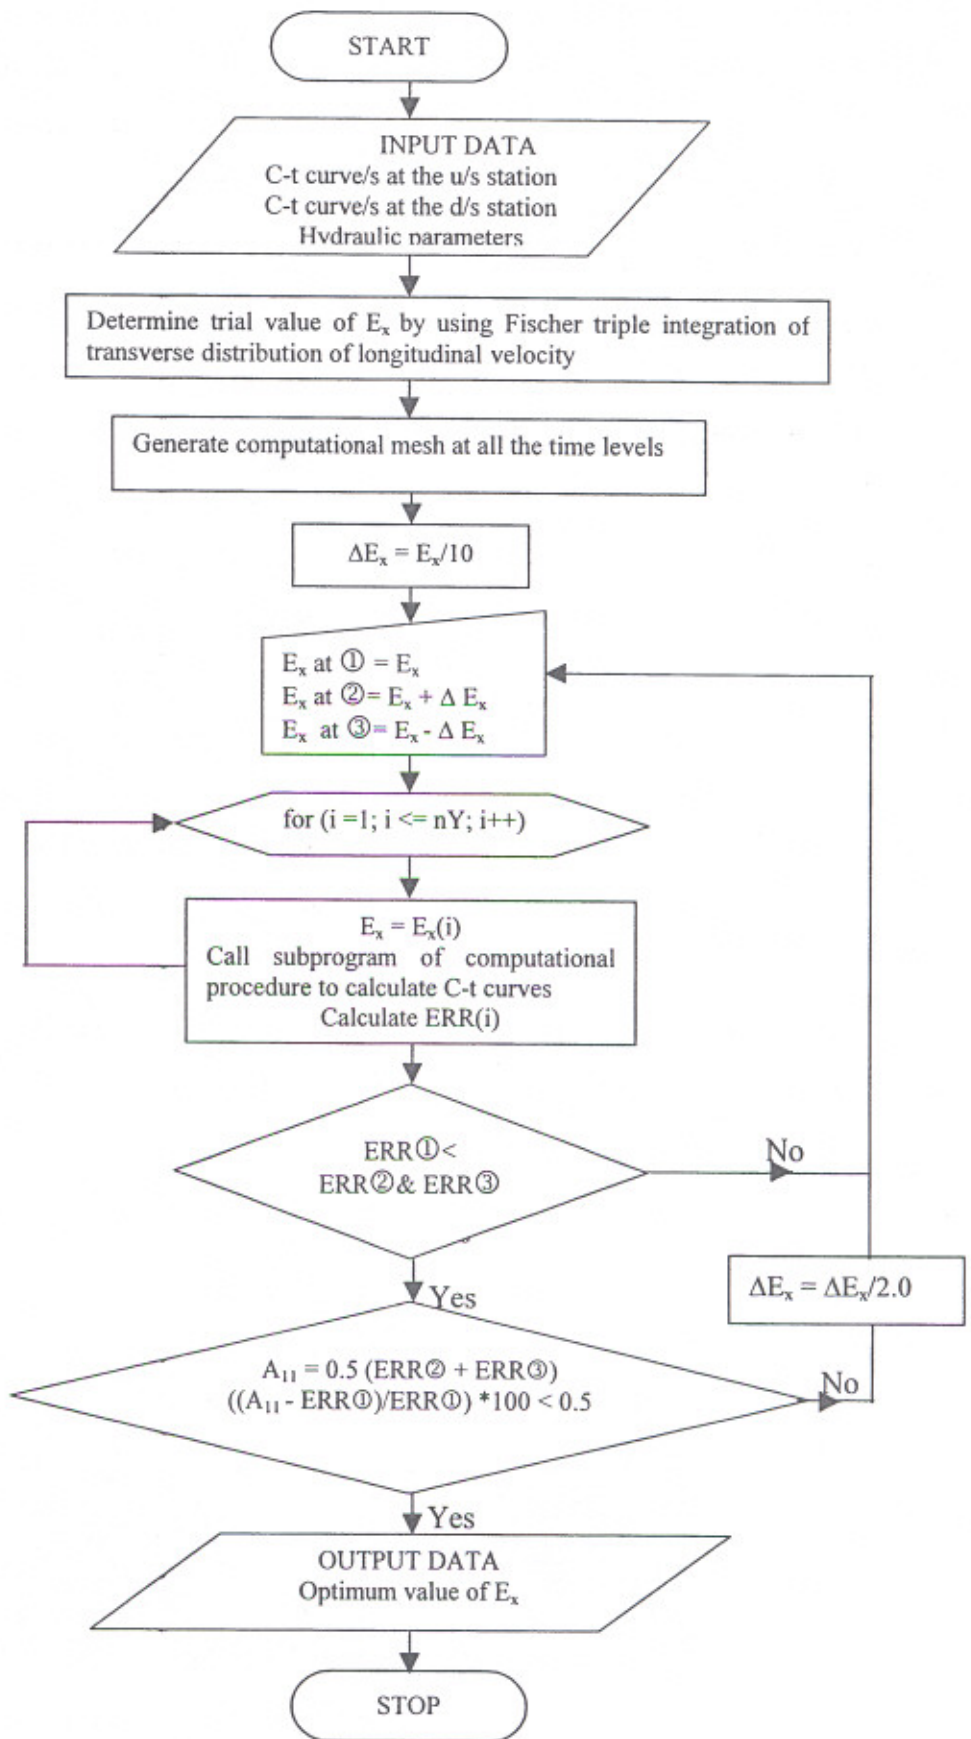 START
INPUT DATA
C-t curve/s at the u/s station
C-t curve/s at the d/s station
Hydraulic parameters
Determine trial value of Eₓ by using Fischer triple integration of
transverse distribution of longitudinal velocity
Generate computational mesh at all the time levels
ΔEₓ = Eₓ/10
Eₓ at ① = Eₓ
Eₓ at ②= Eₓ + Δ Eₓ
Eₓ at ③= Eₓ - Δ Eₓ
for (i =1; i <= nY; i++)
Eₓ = Eₓ(i)
Call subprogram of computational
procedure to calculate C-t curves
Calculate ERR(i)
ERR①<
ERR②& ERR③
No
Yes
ΔEₓ = ΔEₓ/2.0
A₁₁ = 0.5 (ERR② + ERR③)
((A₁₁ - ERR①)/ERR①) *100 < 0.5
No
Yes
OUTPUT DATA
Optimum value of Eₓ
STOP